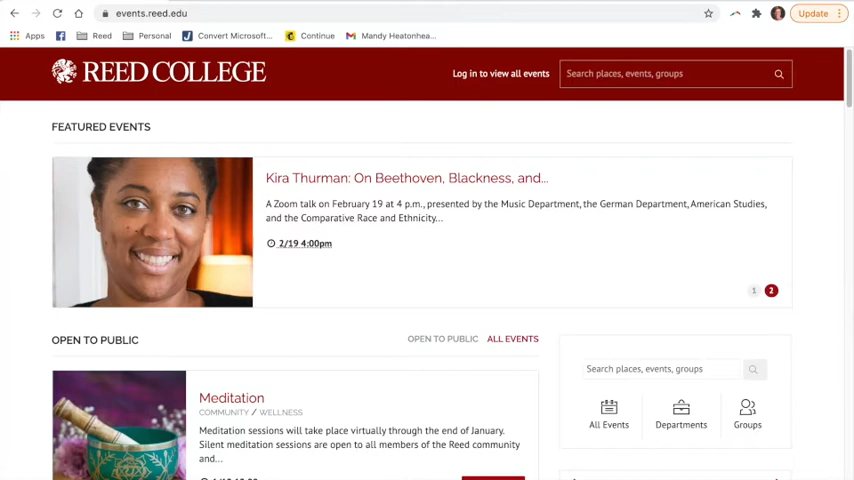 events.reed.edu
Update
Apps
Reed
Personal
Convert Microsoft...
Continue
Mandy Heatonhea...
REED COLLEGE
Log in to view all events
Search places, events, groups
FEATURED EVENTS
Kira Thurman: On Beethoven, Blackness, and...
A Zoom talk on February 19 at 4 p.m., presented by the Music Department, the German Department, American Studies,
and the Comparative Race and Ethnicity...
2/19 4:00pm
1 2
OPEN TO PUBLIC
OPEN TO PUBLIC ALL EVENTS
Meditation
COMMUNITY / WELLNESS
Meditation sessions will take place virtually through the end of January.
Silent meditation sessions are open to all members of the Reed community
and...
Search places, events, groups
All Events
Departments
Groups